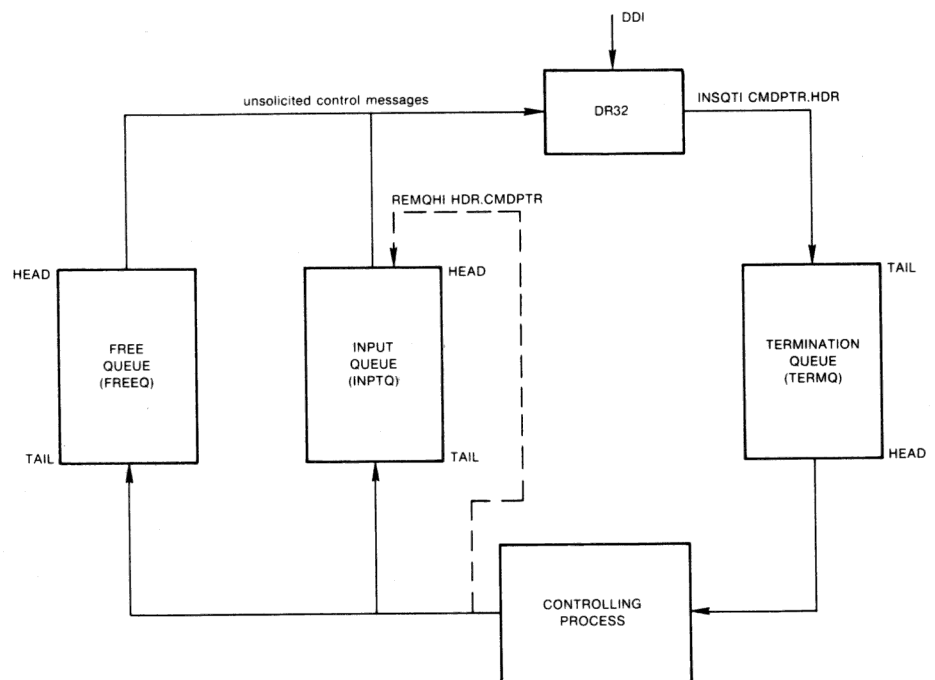 DDI
unsolicited control messages
DR32
INSQTI CMDPTR.HDR
REMQHI HDR.CMDPTR
HEAD
HEAD
TAIL
FREE
QUEUE
(FREEQ)
INPUT
QUEUE
(INPTQ)
TERMINATION
QUEUE
(TERMQ)
TAIL
TAIL
HEAD
CONTROLLING
PROCESS